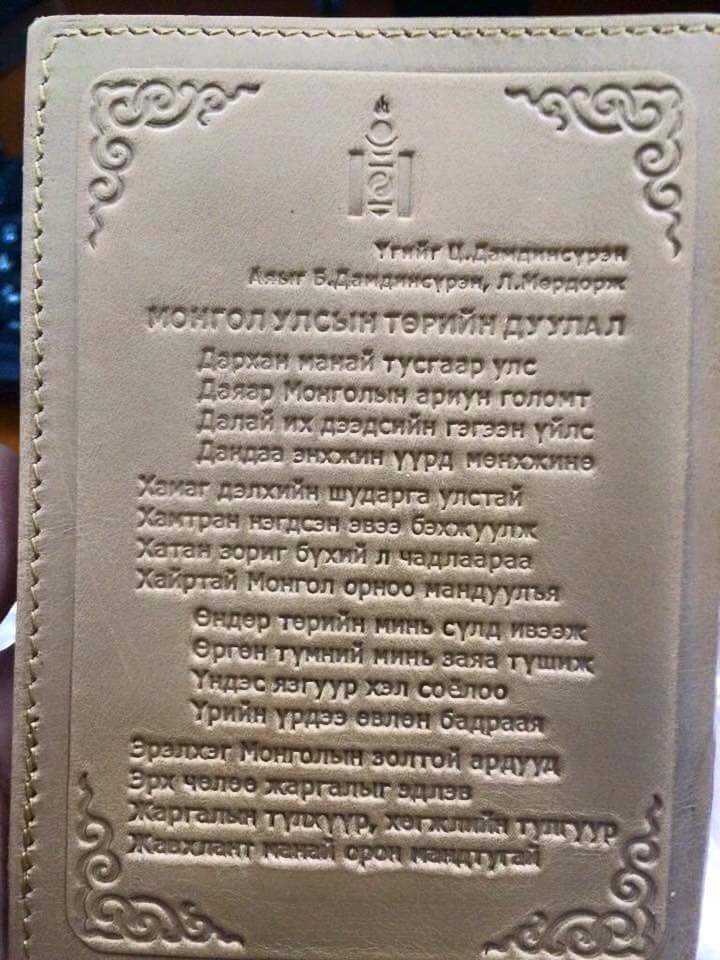 Үгийг Ц.Дамдинсүрэн
Аяыг Б.Дамдинсүрэн, Л.Мөрдорж
МОНГОЛ УЛСЫН ТӨРИЙН ДУУЛАЛ
Дархан манай тусгаар улс
Даяар Монголын ариун голомт
Далай их дээдсийн гэгээн үйлс
Дандаа энхжин үүрд мөнхжинө
Хамаг дэлхийн шударга улстай
Хамтран нэгдсэн эвээ бэхжүүлж
Хатан зориг бүхий л чадлаараа
Хайртай Монгол орноо мандуулъя
Өндөр төрийн минь сүлд ивээж
Өргөн түмний минь заяа түшиж
Үндэс язгуур хэл соёлоо
Үрийн үрдээ өвлөн бадраая
Эрэлхэг Монголын золтой ардууд
Эрх чөлөө жаргалыг эдлэв
Жаргалын түлхүүр, хөгжлийн тулгуур
Жавхлант манай орон мандтугай